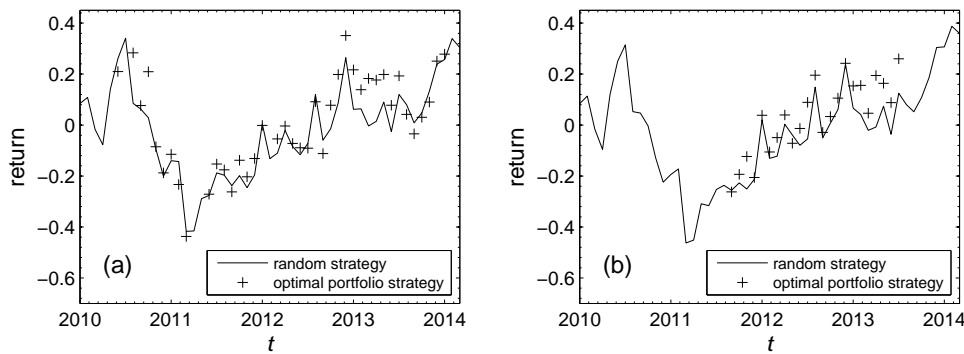 0.4
0.2
0
−0.2
−0.4
−0.6
return
(a)
random strategy
optimal portfolio strategy
2010 2011 2012 2013 2014
t
0.4
0.2
0
−0.2
−0.4
−0.6
return
(b)
random strategy
optimal portfolio strategy
2010 2011 2012 2013 2014
t